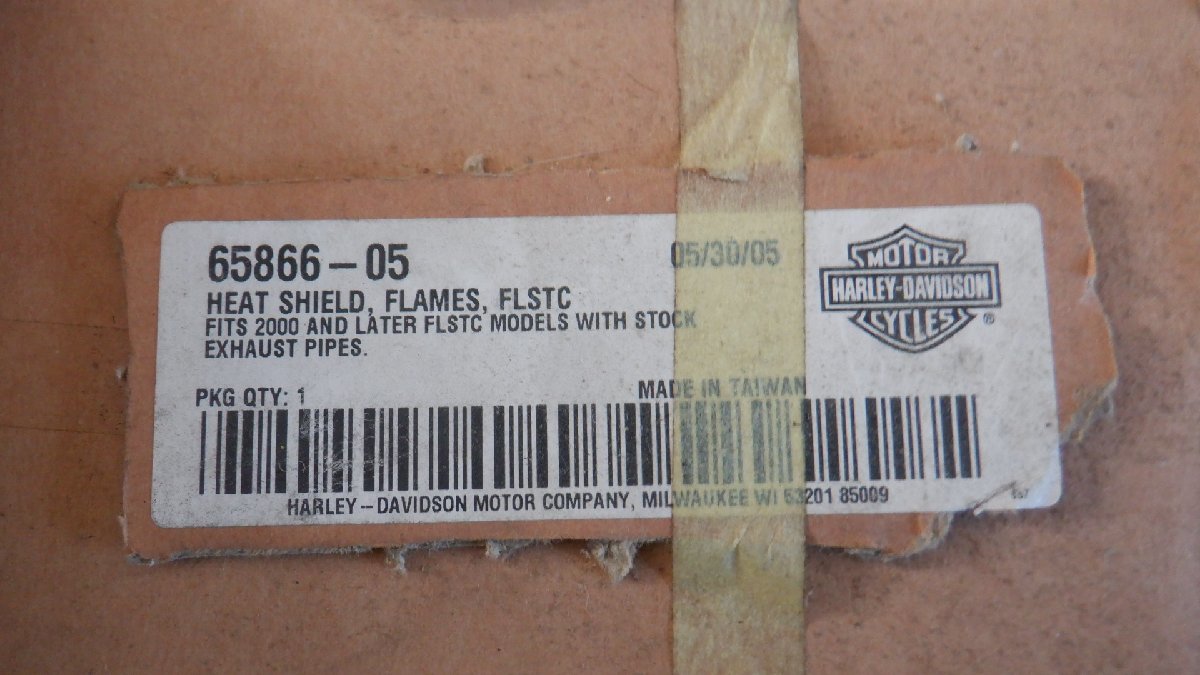 65866-05 05/30/05
HEAT SHIELD, FLAMES, FLSTC
FITS 2000 AND LATER FLSTC MODELS WITH STOCK
EXHAUST PIPES.
MOTOR
HARLEY-DAVIDSON
CYCLES
®
PKG QTY: 1 MADE IN TAIWAN
HARLEY-DAVIDSON MOTOR COMPANY, MILWAUKEE WI 53201 85009